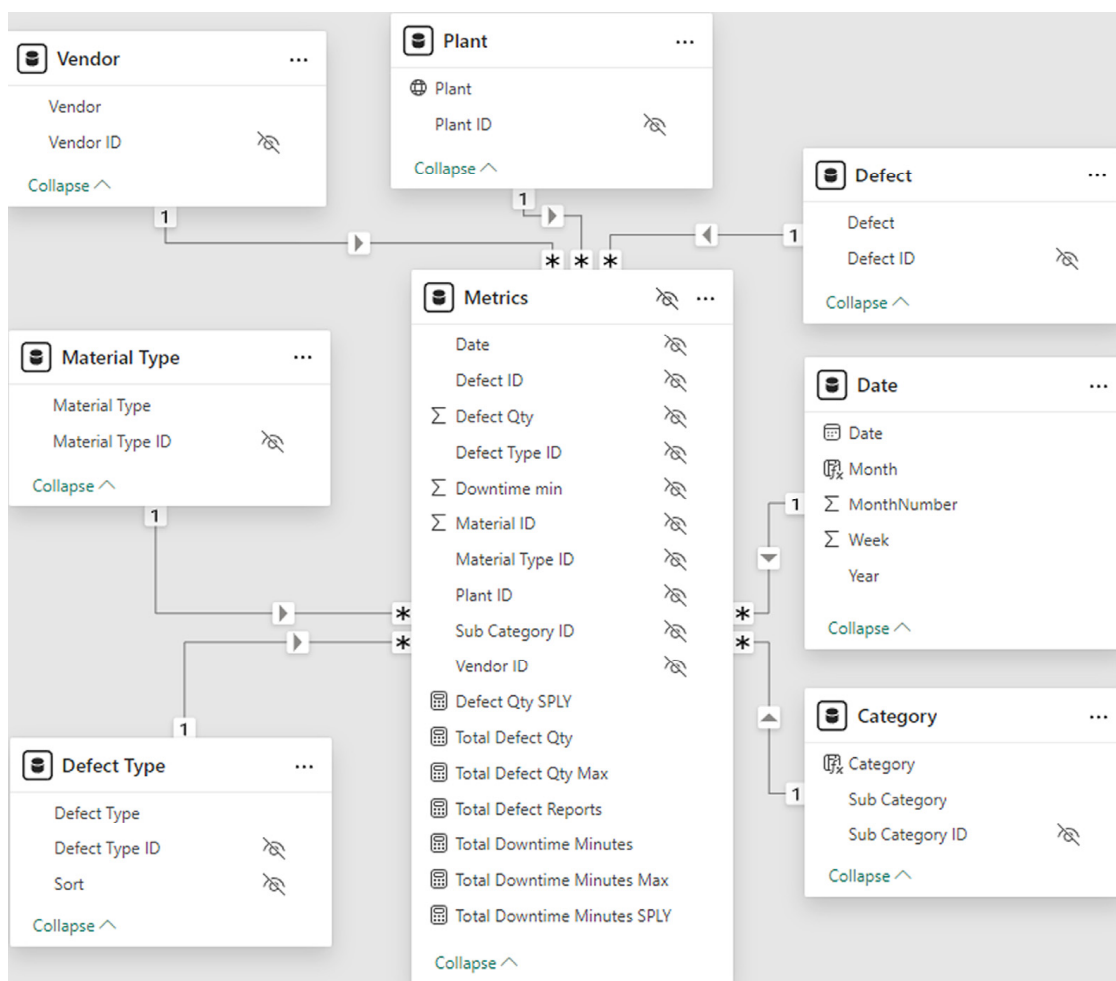 Vendor
Vendor
Vendor ID
Collapse
1
Plant
Plant
Plant ID
Collapse
1
Defect
Defect
Defect ID
Collapse
1
* * *
Material Type
Material Type
Material Type ID
Collapse
1
*
Metrics
Date
Defect ID
Σ Defect Qty
Defect Type ID
Σ Downtime min
Σ Material ID
Material Type ID
Plant ID
Sub Category ID
Vendor ID
Defect Qty SPLY
Total Defect Qty
Total Defect Qty Max
Total Defect Reports
Total Downtime Minutes
Total Downtime Minutes Max
Total Downtime Minutes SPLY
Collapse
Date
Date
Month
Σ MonthNumber
Σ Week
Year
Collapse
1
*
Defect Type
Defect Type
Defect Type ID
Sort
Collapse
1
*
Category
Category
Sub Category
Sub Category ID
Collapse
1
*